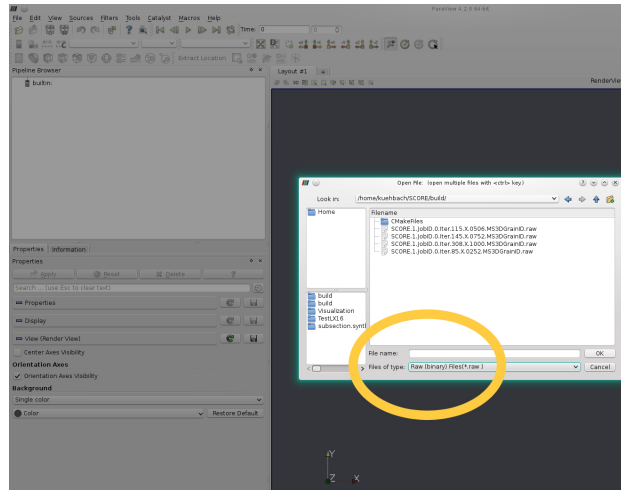 ParaView 4.2.0 64-bit
File Edit View Sources Filters Tools Catalyst Macros Help
Time: 0
Extract Location
Pipeline Browser
builtin:
Layout #1
RenderVie
Open File: (open multiple files with <ctrl> key.)
Look in: /home/kuehbach/SCORE/build/
Home
Filename
CMakeFiles
SCORE.1.JobID.0.Iter.115.X.0506.MS3DGrainID.raw
SCORE.1.JobID.0.Iter.145.X.0752.MS3DGrainID.raw
SCORE.1.JobID.0.Iter.308.X.1000.MS3DGrainID.raw
SCORE.1.JobID.0.Iter.85.X.0252.MS3DGrainID.raw
build
build
Visualization
TestLX16
subsection.synt
File name:
OK
Files of type: Raw (binary) Files(*.raw )
Cancel
Properties Information
Properties
Apply Reset Delete ?
Search ... (use Esc to clear text)
Properties
Display
View (Render View)
Center Axes Visibility
Orientation Axes
Orientation Axes Visibility
Background
Single color
Color
Restore Default
Y
Z X